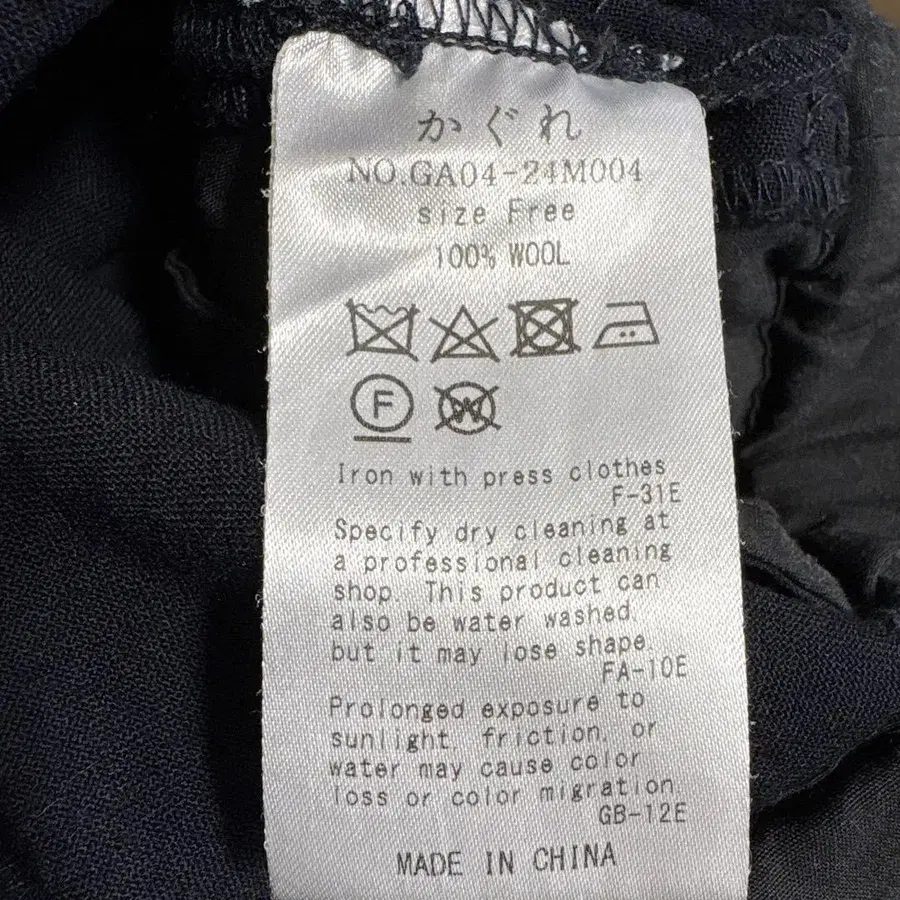 かぐれ
NO.GA04-24M004
size Free
100% WOOL
F
W
Iron with press clothes
F-31E
Specify dry cleaning at
a professional cleaning
shop. This product can
also be water washed,
but it may lose shape.
FA-10E
Prolonged exposure to
sunlight, friction, or
water may cause color
loss or color migration
GB-12E
MADE IN CHINA